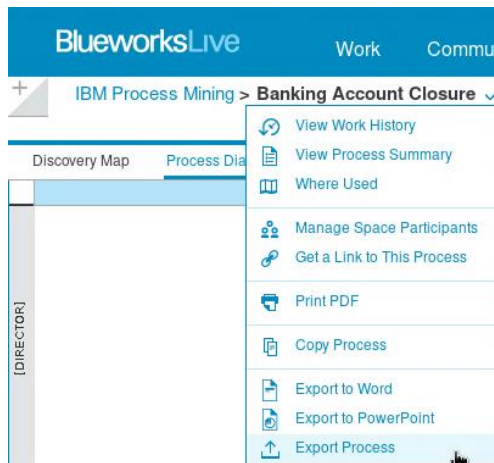 BlueworksLive
Work
Commu
IBM Process Mining > Banking Account Closure
View Work History
Discovery Map
Process Dia
View Process Summary
Where Used
Manage Space Participants
Get a Link to This Process
Print PDF
[DIRECTOR]
Copy Process
Export to Word
Export to PowerPoint
Export Process